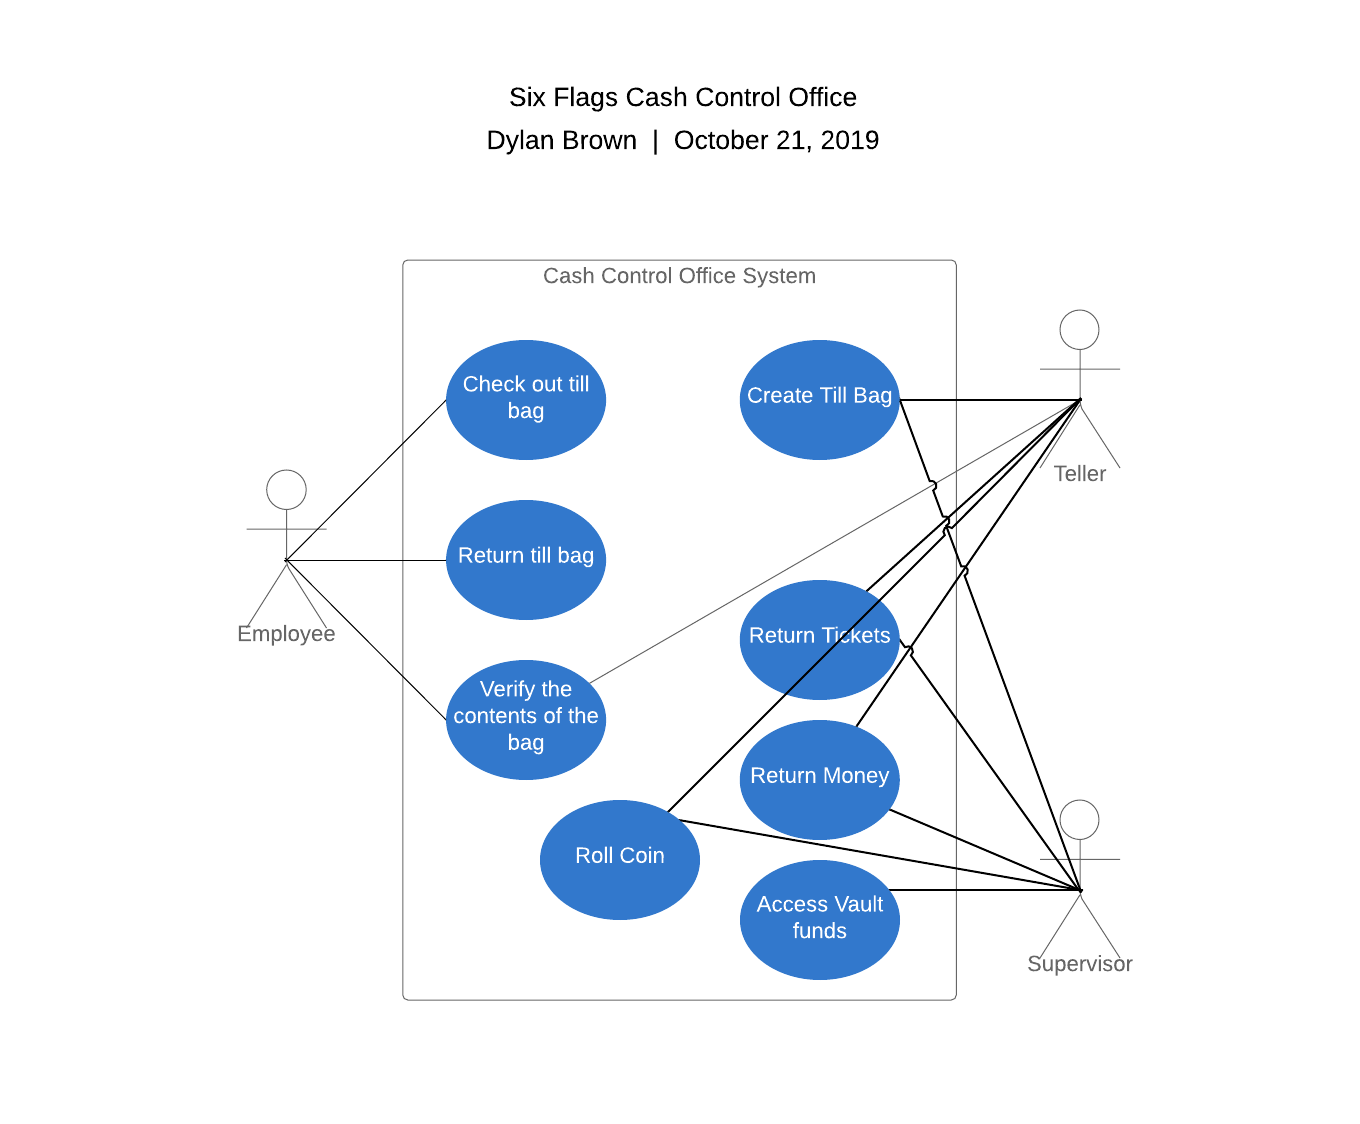 Six Flags Cash Control Office
Dylan Brown | October 21, 2019
Cash Control Office System
Check out till
bag
Create Till Bag
Teller
Return till bag
Employee
Return Tickets
Verify the
contents of the
bag
Return Money
Roll Coin
Access Vault
funds
Supervisor